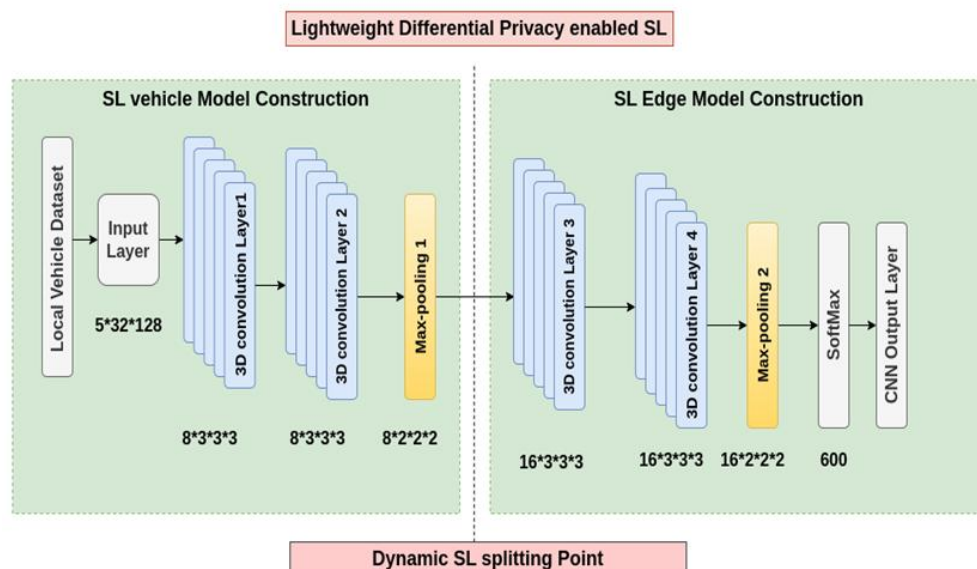 Lightweight Differential Privacy enabled SL
SL vehicle Model Construction
Local Vehicle Dataset
Input
Layer
5*32*128
3D convolution Layer1
8*3*3*3
3D convolution Layer 2
8*3*3*3
Max-pooling 1
8*2*2*2
SL Edge Model Construction
3D convolution Layer 3
16*3*3*3
3D convolution Layer 4
16*3*3*3
Max-pooling 2
16*2*2*2
SoftMax
600
CNN Output Layer
Dynamic SL splitting Point